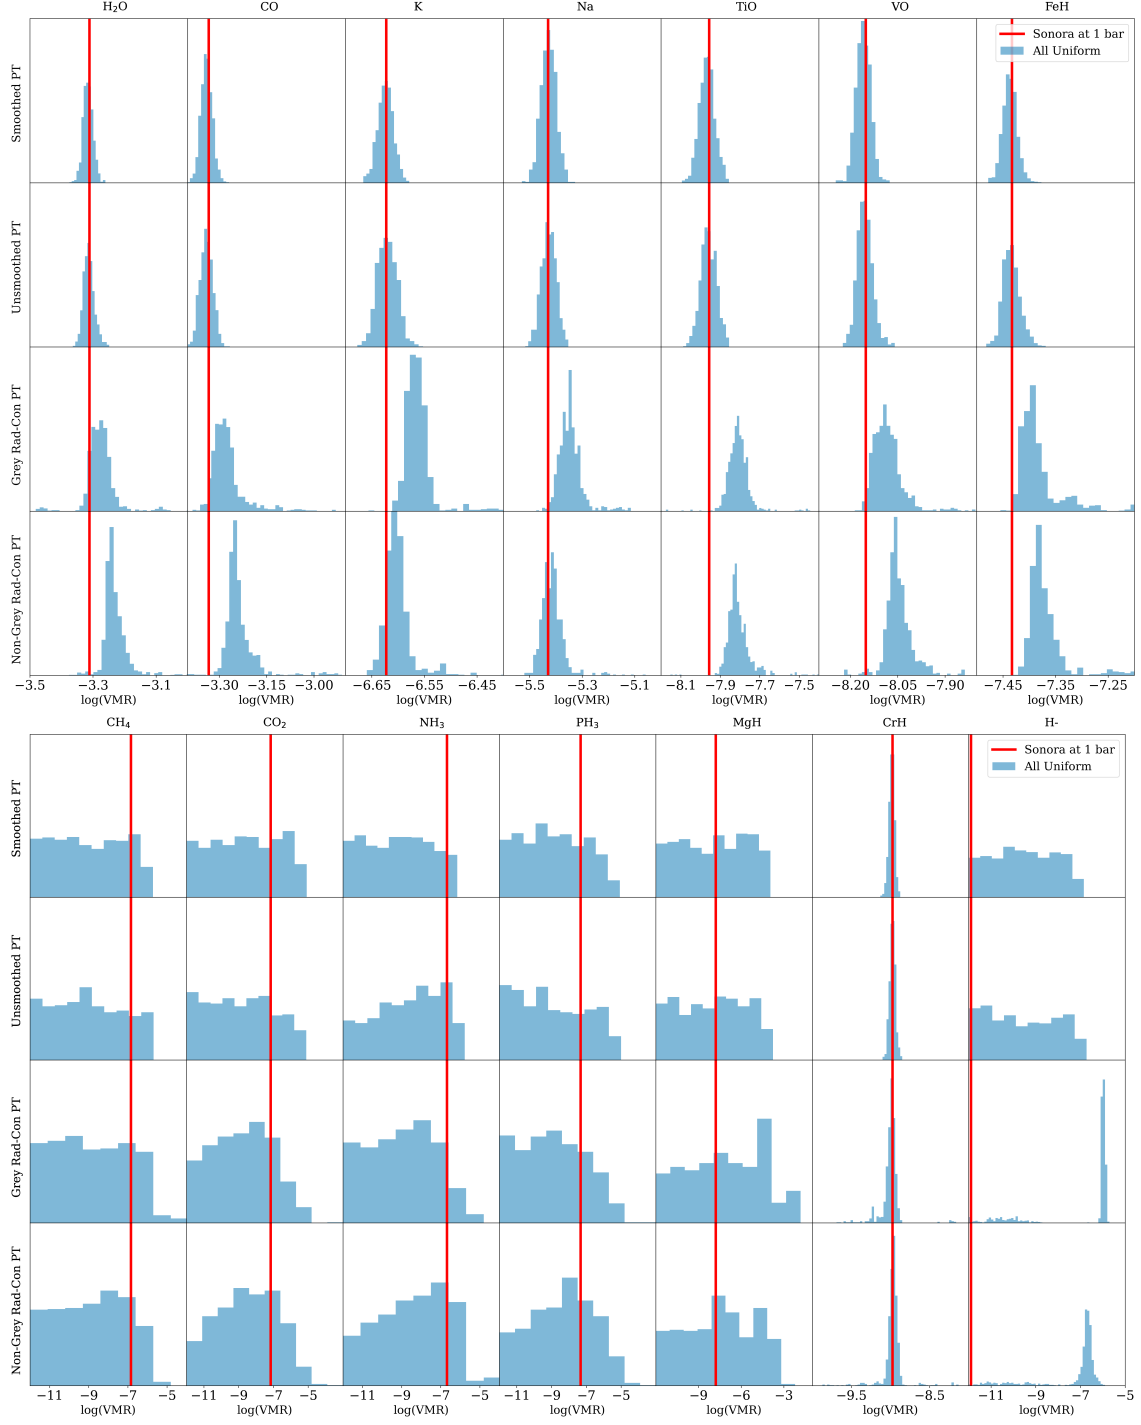 H₂O CO K Na TiO VO FeH
Sonora at 1 bar
All Uniform
Smoothed PT
Unsmoothed PT
Grey Rad-Con PT
Non-Grey Rad-Con PT
−3.5 −3.3 −3.1 −3.30 −3.15 −3.00 −6.65 −6.55 −6.45 −5.5 −5.3 −5.1 −8.1 −7.9 −7.7 −7.5 −8.20 −8.05 −7.90 −7.45 −7.35 −7.25
log(VMR) log(VMR) log(VMR) log(VMR) log(VMR) log(VMR) log(VMR)
CH₄ CO₂ NH₃ PH₃ MgH CrH H-
Sonora at 1 bar
All Uniform
Smoothed PT
Unsmoothed PT
Grey Rad-Con PT
Non-Grey Rad-Con PT
−11 −9 −7 −5 −11 −9 −7 −5 −11 −9 −7 −5 −11 −9 −7 −5 −9 −6 −3 −9.5 −8.5 −11 −9 −7 −5
log(VMR) log(VMR) log(VMR) log(VMR) log(VMR) log(VMR) log(VMR)